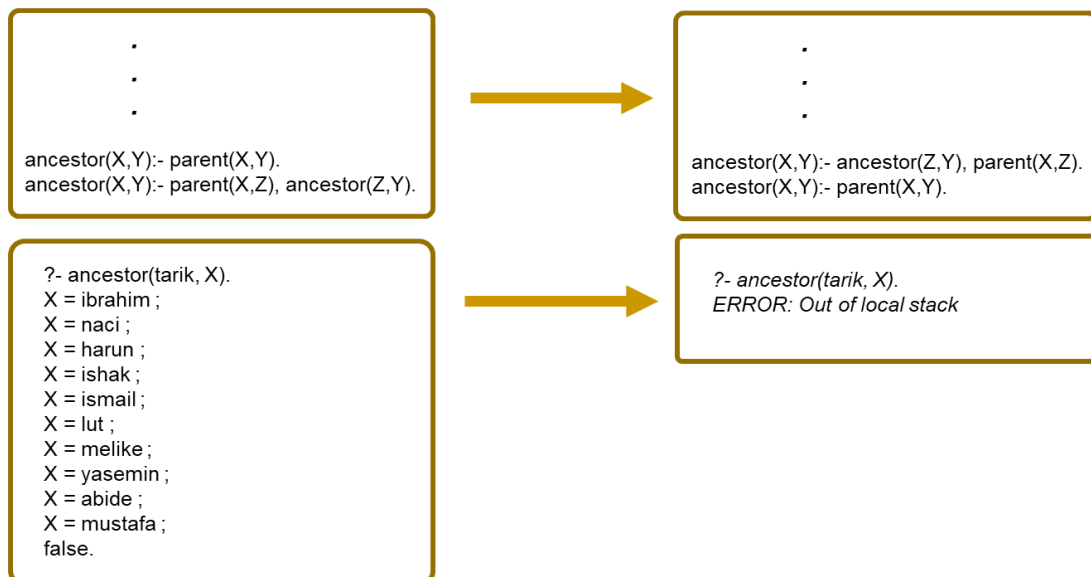 .
.
.
ancestor(X,Y):- parent(X,Y).
ancestor(X,Y):- parent(X,Z), ancestor(Z,Y).
.
.
.
ancestor(X,Y):- ancestor(Z,Y), parent(X,Z).
ancestor(X,Y):- parent(X,Y).
?- ancestor(tarik, X).
X = ibrahim ;
X = naci ;
X = harun ;
X = ishak ;
X = ismail ;
X = lut ;
X = melike ;
X = yasemin ;
X = abide ;
X = mustafa ;
false.
?- ancestor(tarik, X).
ERROR: Out of local stack